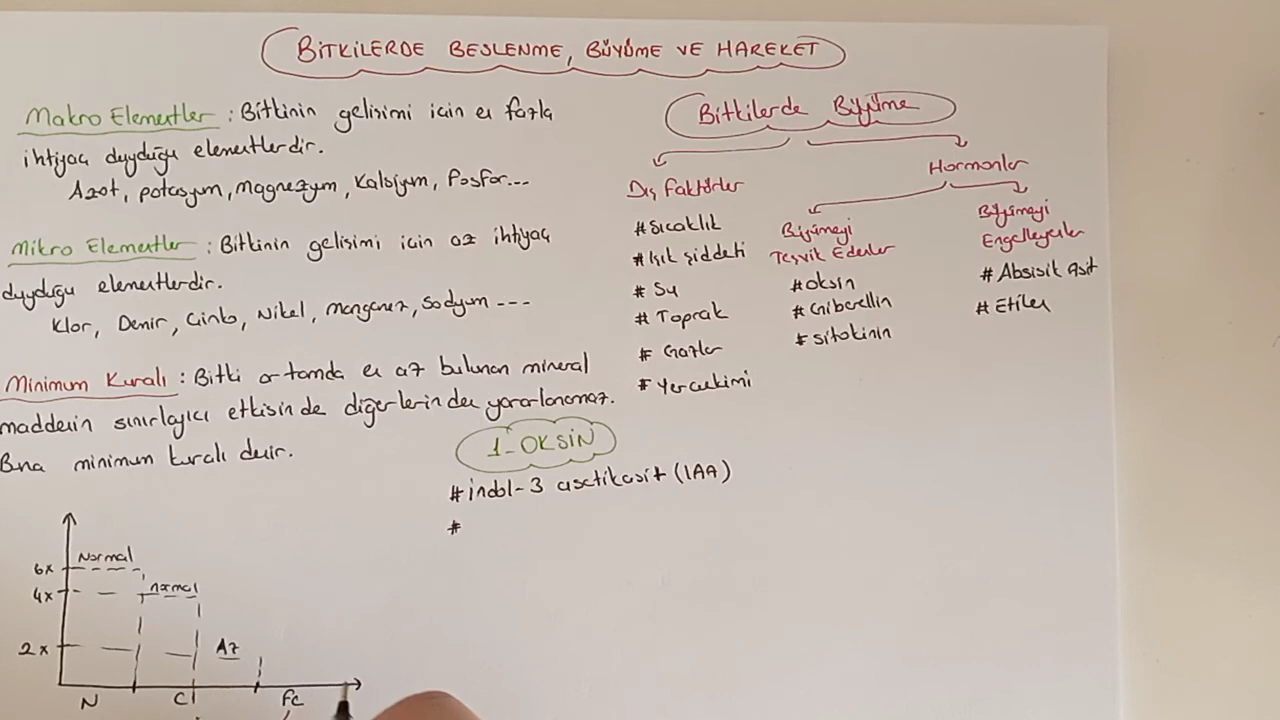 BİTKİLERDE BESLENME, BÜYÜME VE HAREKET
Makro Elementler : Bitkinin gelişimi için en fazla
ihtiyaç duyduğu elementlerdir.
Azot, potasyum, magnezyum, Kalsiyum, Fosfor...
Mikro Elementler : Bitkinin gelişimi için az ihtiyaç
duyduğu elementlerdir.
Klor, Demir, Çinko, Nikel, manganez, Sodyum ---
Minimum Kuralı : Bitki ortamda en az bulunan mineral
maddenin sınırlayıcı etkisinde diğerlerinden yararlanamaz.
Buna minimum kuralı denir.
6x Normal
4x normal
2x Az
N Cl Fe
Bitkilerde Büyüme
Dış Faktörler
#Sıcaklık
#Işık şiddeti
#Su
#Toprak
#Gazlar
#Yerçekimi
Hormonlar
Büyümeyi
Teşvik Edenler
#Oksin
#Giberellin
#Sitokinin
Büyümeyi
Engelleyenler
#Absisik Asit
#Etilen
1-OKSİN
#indol-3 asetikasit (IAA)
#